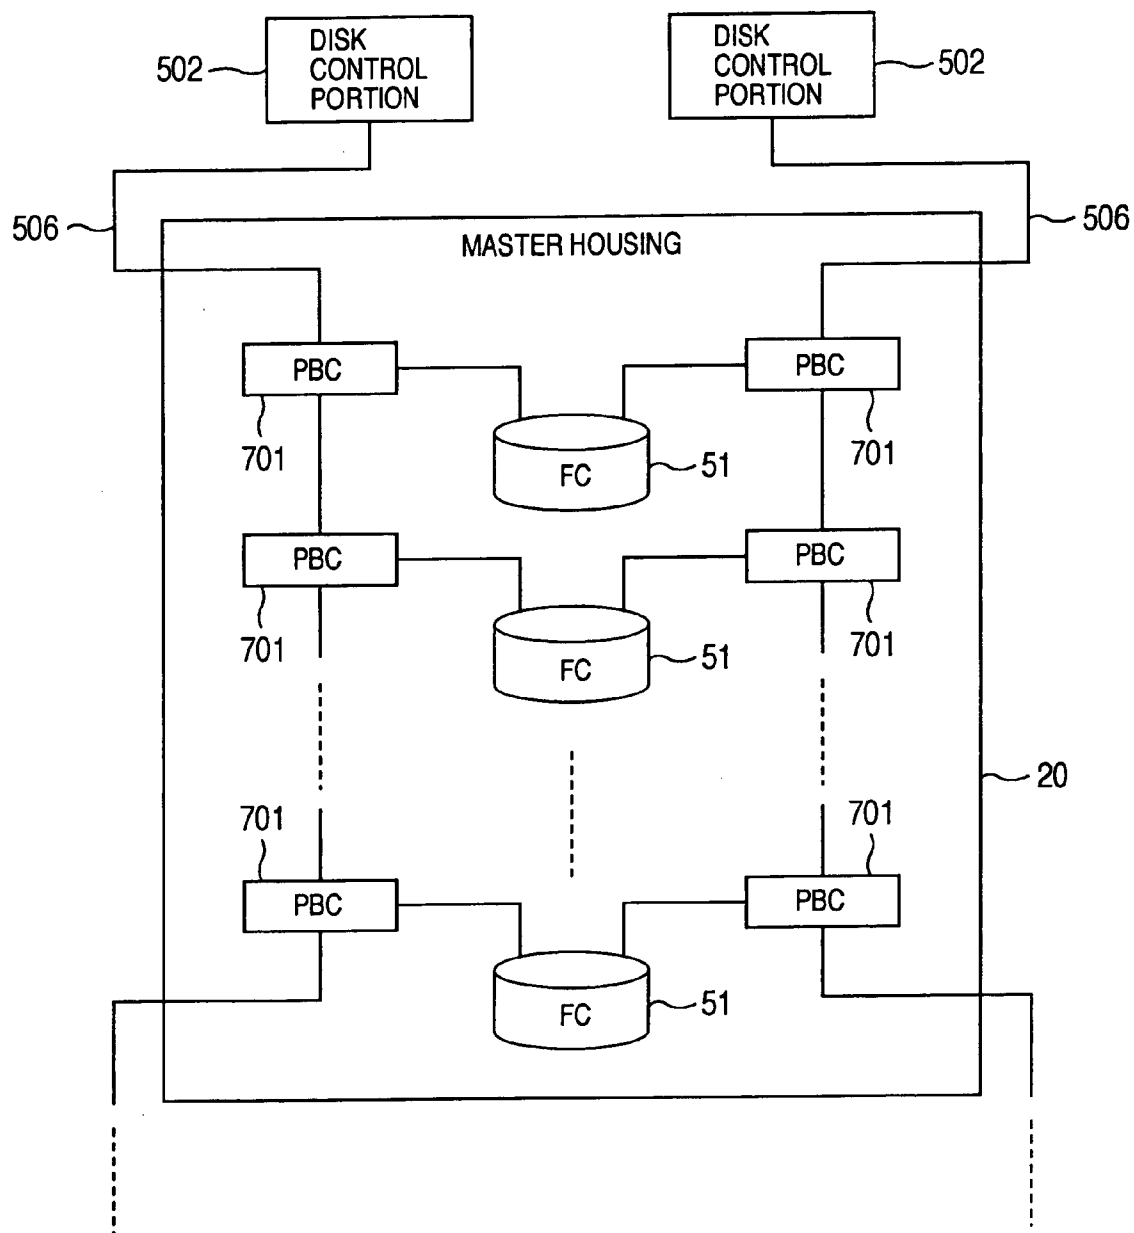 DISK
CONTROL
PORTION
502
DISK
CONTROL
PORTION
502
506
506
MASTER HOUSING
PBC
PBC
701
701
FC
51
PBC
PBC
701
701
FC
51
20
701
701
PBC
PBC
FC
51